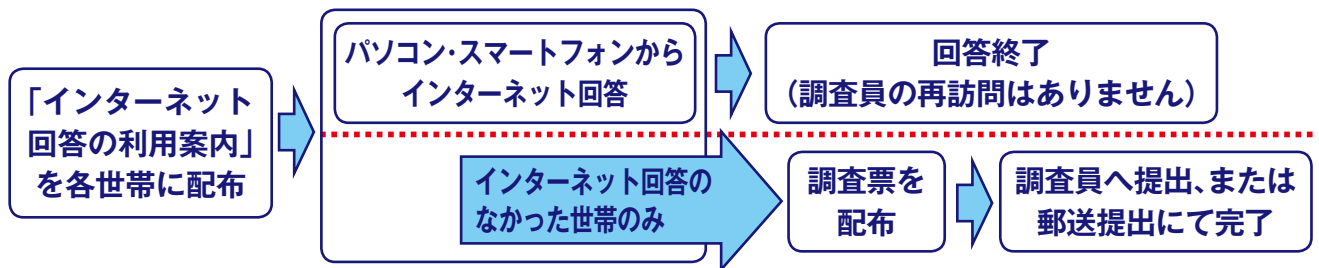 「インターネット
回答の利用案内」
を各世帯に配布
パソコン・スマートフォンから
インターネット回答
回答終了
（調査員の再訪問はありません）
インターネット回答の
なかった世帯のみ
調査票を
配布
調査員へ提出、または
郵送提出にて完了